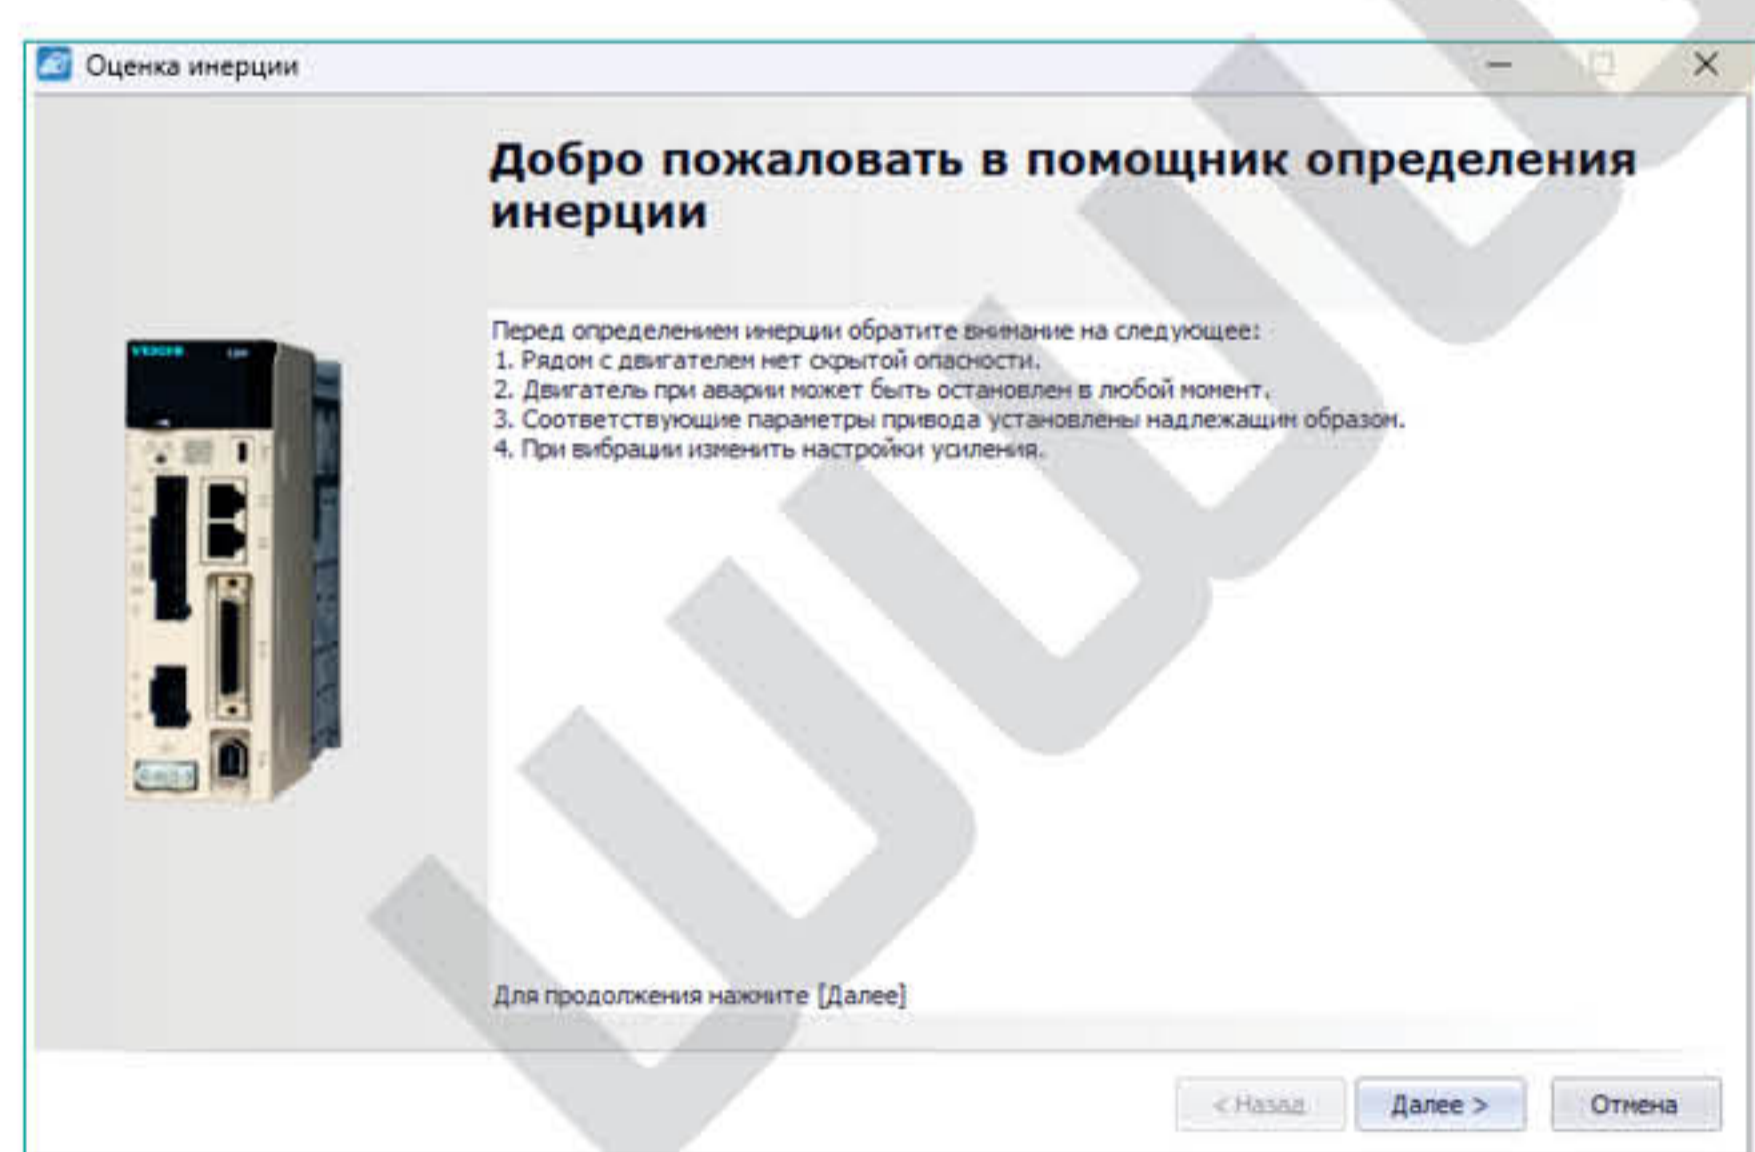 Оценка инерции
Добро пожаловать в помощник определения
инерции
Перед определением инерции обратите внимание на следующее:
1. Рядом с двигателем нет скрытой опасности.
2. Двигатель при аварии может быть остановлен в любой момент.
3. Соответствующие параметры привода установлены надлежащим образом.
4. При вибрации изменить настройки усиления.
Для продолжения нажмите [Далее]
< Назад Далее > Отмена